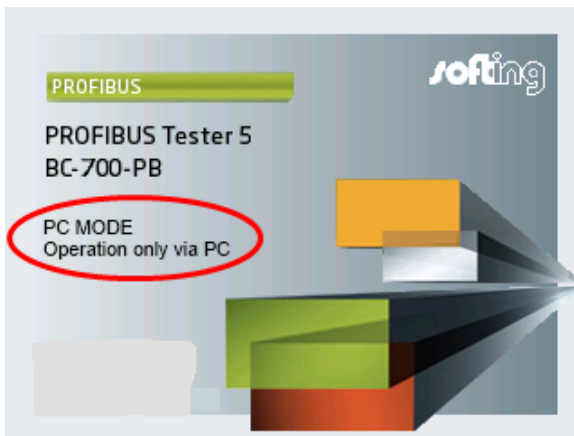 softing
PROFIBUS
PROFIBUS Tester 5
BC-700-PB
PC MODE
Operation only via PC